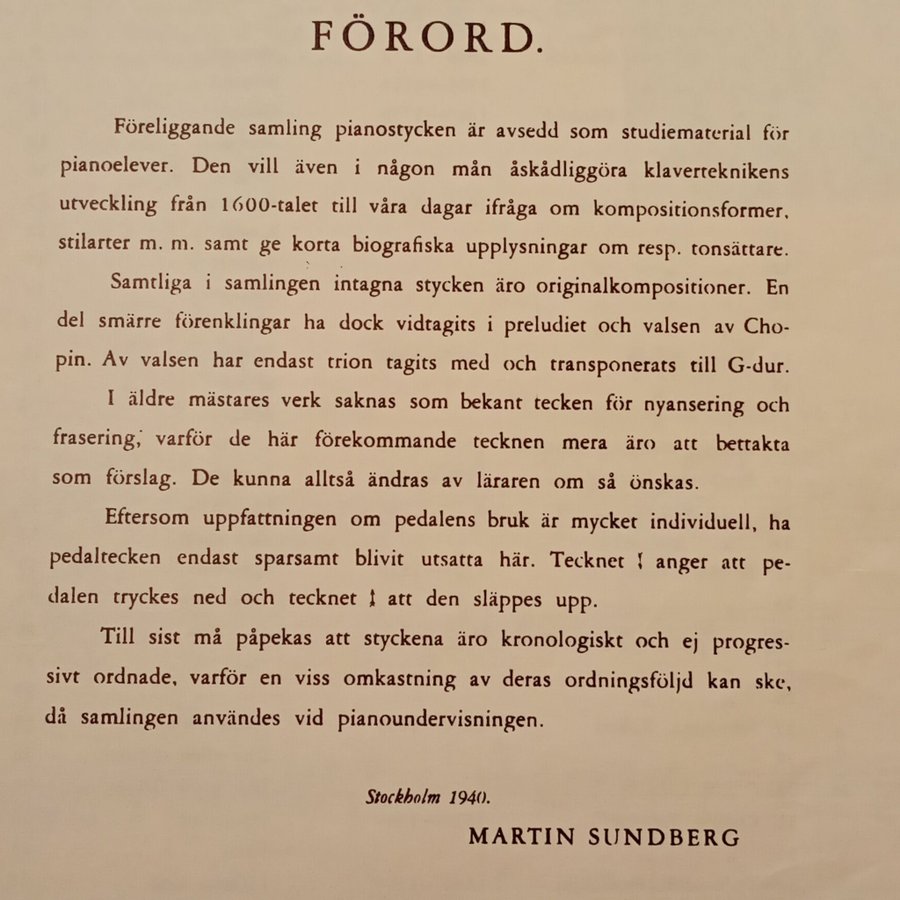 FÖRORD.
Föreliggande samling pianostycken är avsedd som studiematerial för
pianoelever. Den vill även i någon mån åskådliggöra klaverteknikens
utveckling från 1600-talet till våra dagar ifråga om kompositionsformer,
stilarter m. m. samt ge korta biografiska upplysningar om resp. tonsättare.
Samtliga i samlingen intagna stycken äro originalkompositioner. En
del smärre förenklingar ha dock vidtagits i preludiet och valsen av Cho-
pin. Av valsen har endast trion tagits med och transponerats till G-dur.
I äldre mästares verk saknas som bekant tecken för nyansering och
frasering, varför de här förekommande tecknen mera äro att bettakta
som förslag. De kunna alltså ändras av läraren om så önskas.
Eftersom uppfattningen om pedalens bruk är mycket individuell, ha
pedaltecken endast sparsamt blivit utsatta här. Tecknet anger att pe-
dalen tryckes ned och tecknet att den släppes upp.
Till sist må påpekas att styckena äro kronologiskt och ej progres-
sivt ordnade, varför en viss omkastning av deras ordningsföljd kan ske,
då samlingen användes vid pianoundervisningen.
Stockholm 1940.
MARTIN SUNDBERG